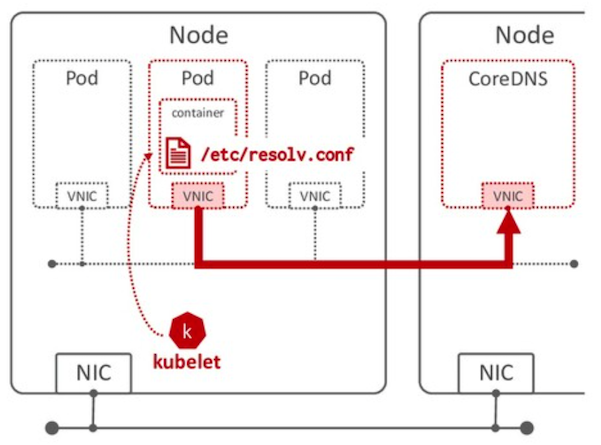 Node
Node
Pod
Pod
Pod
CoreDNS
container
/etc/resolv.conf
VNIC
VNIC
VNIC
VNIC
k
kubelet
NIC
NIC